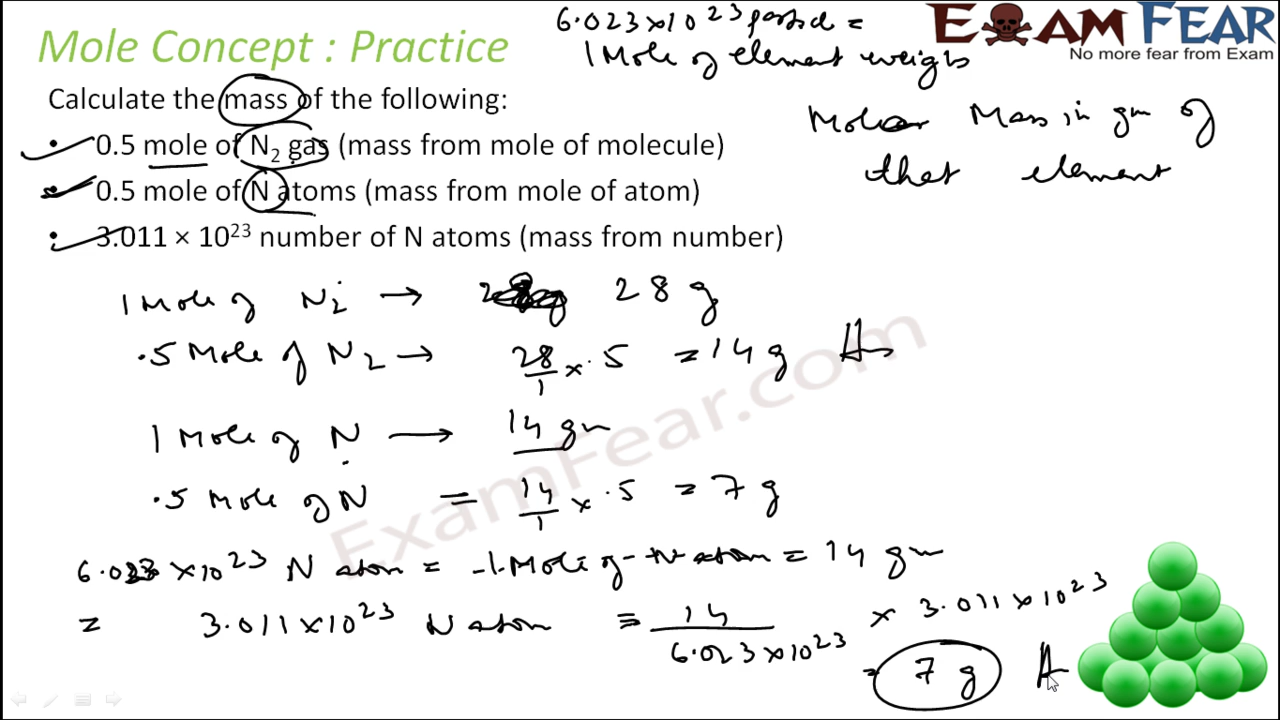 Mole Concept : Practice
6.023×10²³ particl =
1 Mole of element weighs
Molar Mass in gm of
that element
EXAM FEAR
No more fear from Exam
Calculate the mass of the following:
• 0.5 mole of N₂ gas (mass from mole of molecule)
• 0.5 mole of N atoms (mass from mole of atom)
• 3.011 × 10²³ number of N atoms (mass from number)
1 Mole of N₂ → 28 g
.5 Mole of N₂ → 28/1 × .5 = 14 g Ans
1 Mole of N → 14 gm
.5 Mole of N = 14/1 × .5 = 7 g
6.023 ×10²³ N atom = 1 Mole of N atom = 14 gm
= 3.011×10²³ N atom = 14/6.023×10²³ × 3.011×10²³
= 7 g A
ExamFear.com